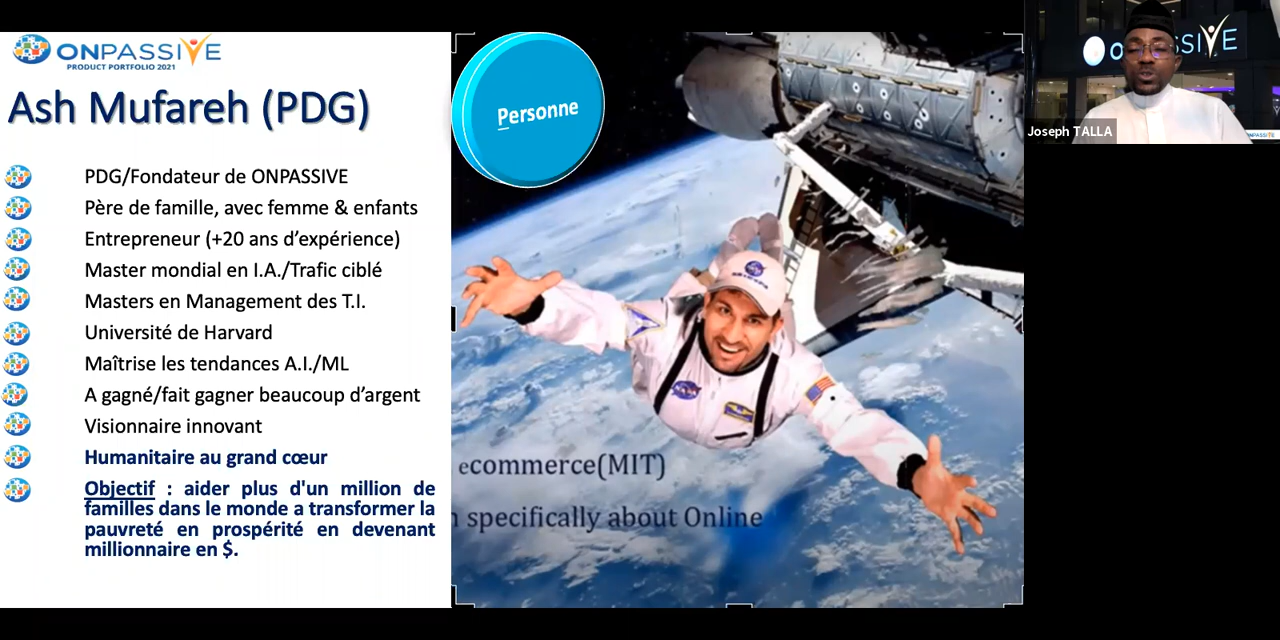 ONPASSIVE
PRODUCT PORTFOLIO 2021
Ash Mufareh (PDG)
PDG/Fondateur de ONPASSIVE
Père de famille, avec femme & enfants
Entrepreneur (+20 ans d’expérience)
Master mondial en I.A./Trafic ciblé
Masters en Management des T.I.
Université de Harvard
Maîtrise les tendances A.I./ML
A gagné/fait gagner beaucoup d’argent
Visionnaire innovant
Humanitaire au grand cœur
Objectif : aider plus d'un million de
familles dans le monde a transformer la
pauvreté en prospérité en devenant
millionnaire en $.
Personne
ecommerce(MIT)
specifically about Online
Joseph TALLA